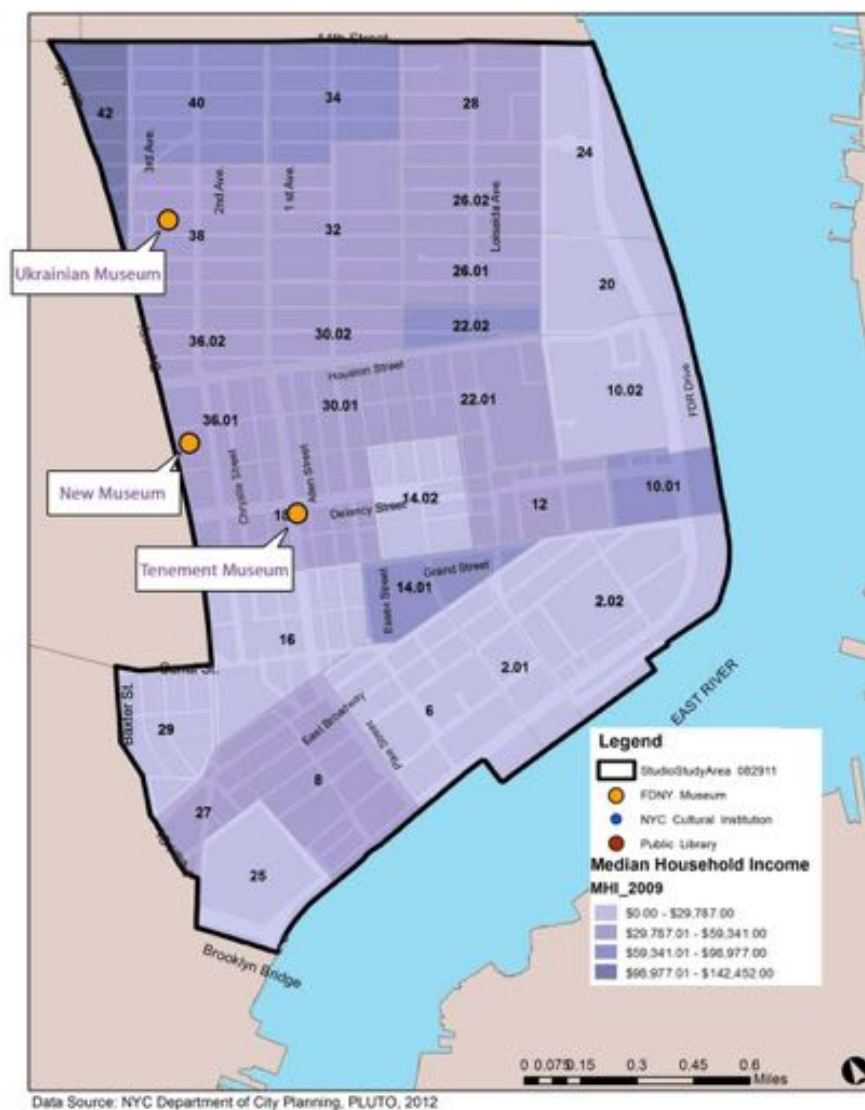 14th Street
42
40
34
28
24
3rd Ave.
2nd Ave.
1 st Ave.
Loisaida Ave.
26.02
38
32
Ukrainian Museum
26.01
20
22.02
36.02
30.02
Houston Street
10.02
FDR Drive
36.01
30.01
22.01
New Museum
Chrystie Street
Allen Street
14.02
12
10.01
18
Delency Street
Tenement Museum
14.01
Grand Street
Essex Street
2.02
16
2.01
Canal St.
Baxter St.
29
East Broadway
6
Pike Street
EAST RIVER
8
27
25
Brooklyn Bridge
Legend
StudioStudyArea 082911
FDNY Museum
NYC Cultural Institution
Public Library
Median Household Income
MHI_2009
$0.00 - $29,787.00
$29,787.01 - $59,341.00
$59,341.01 - $98,977.00
$98,977.01 - $142,452.00
0 0.075 0.15 0.3 0.45 0.6
Miles
Data Source: NYC Department of City Planning, PLUTO, 2012